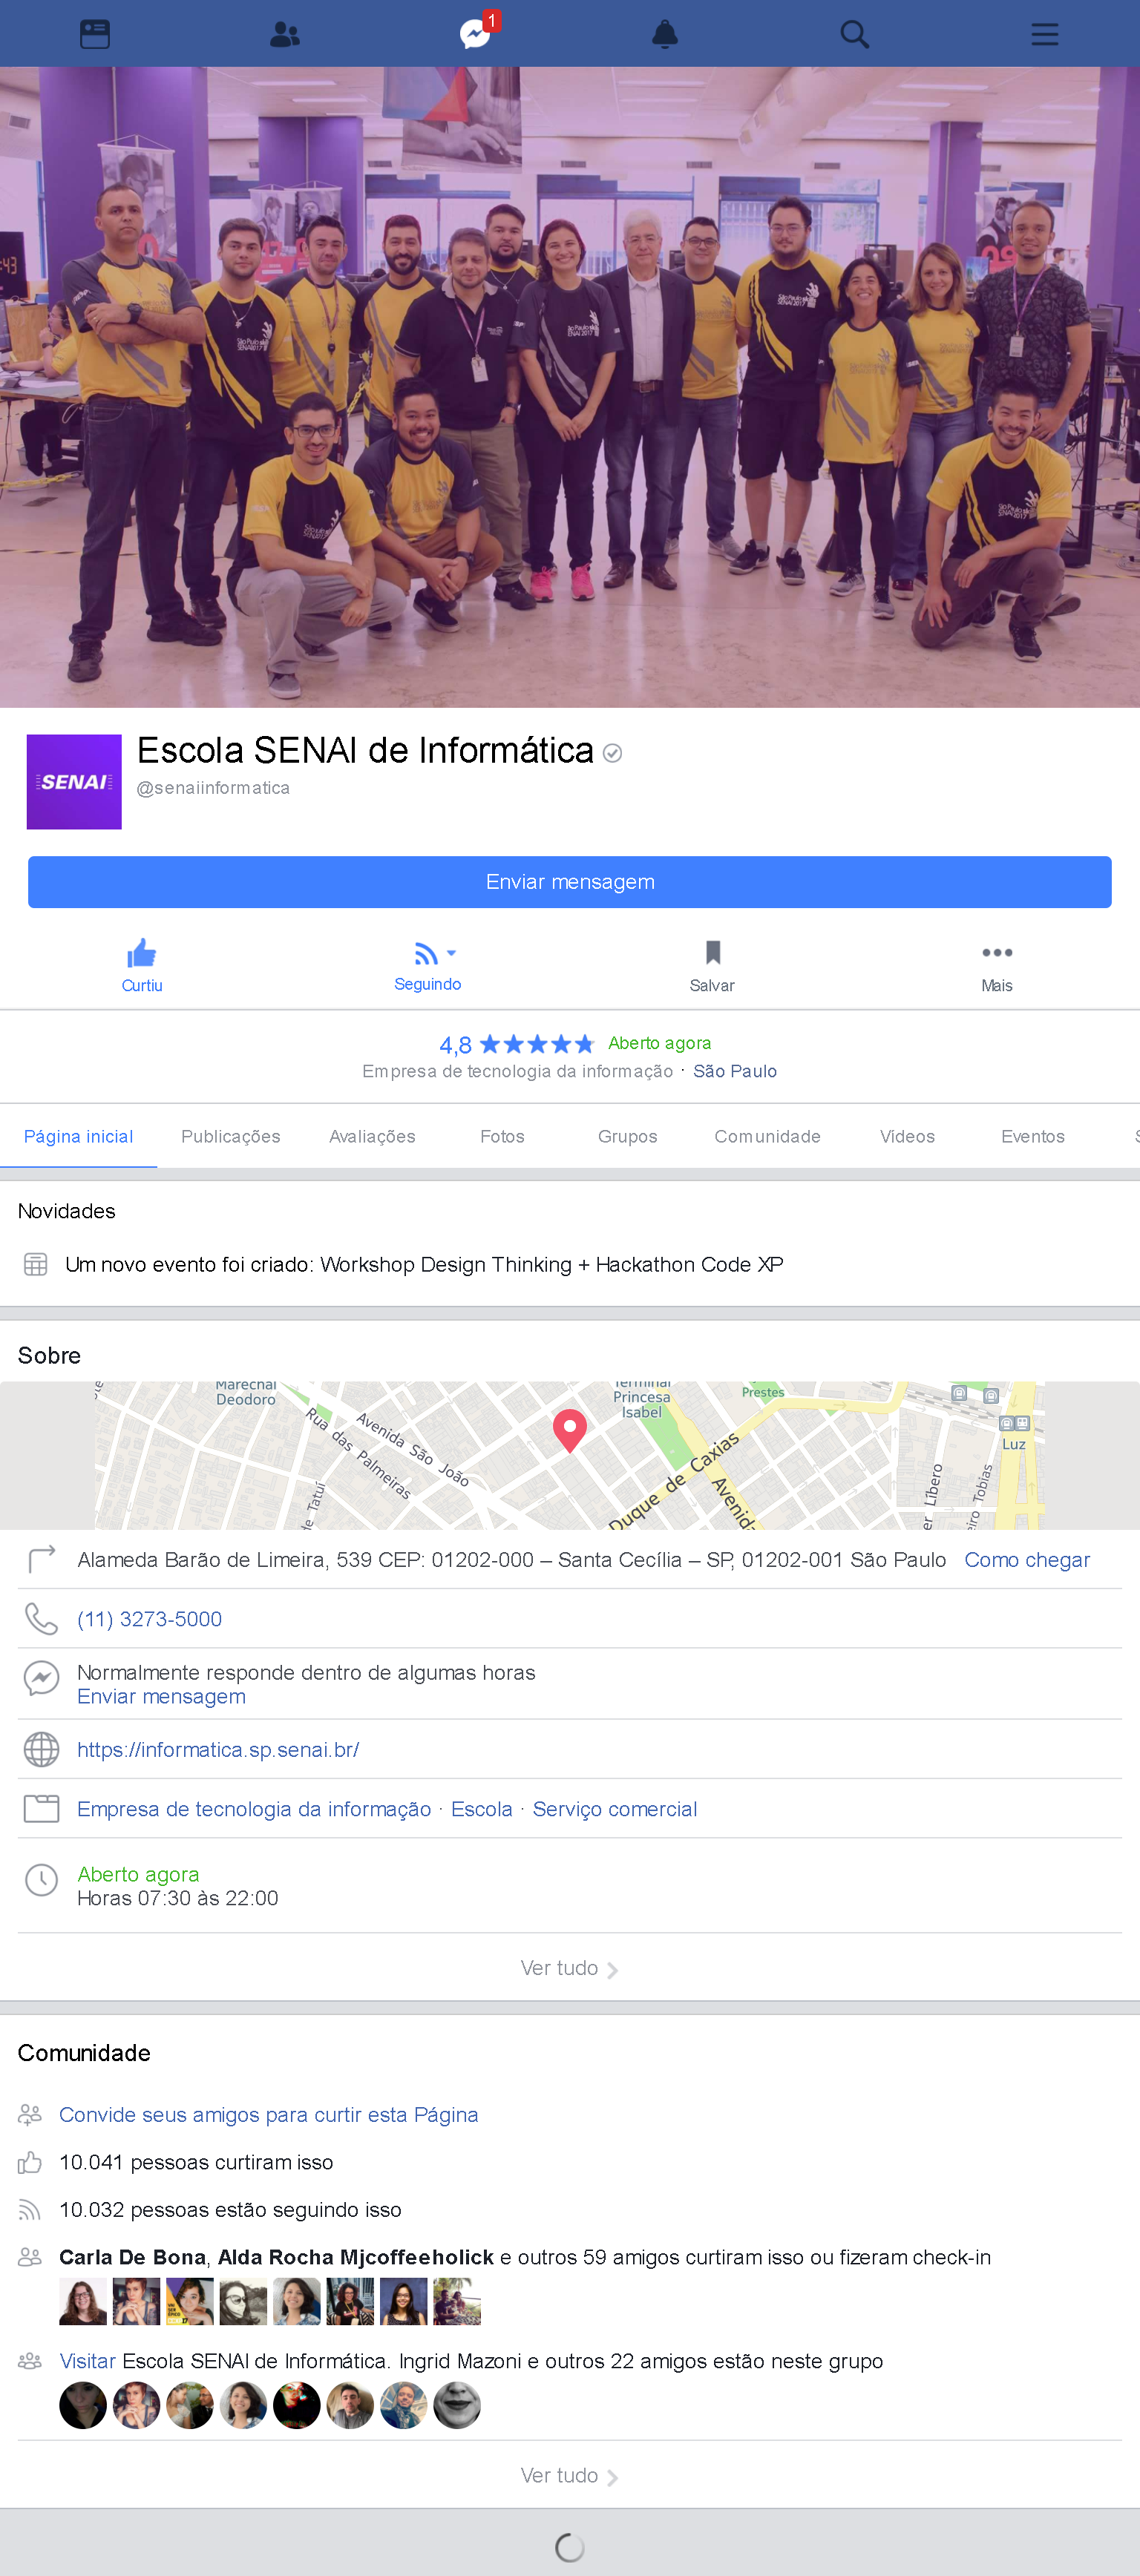 1
Escola SENAI de Informática
SENAI
@senaiinformatica
Enviar mensagem
Curtiu
Seguindo
Salvar
Mais
4,8 Aberto agora
Empresa de tecnologia da informação · São Paulo
Página inicial
Publicações
Avaliações
Fotos
Grupos
Comunidade
Vídeos
Eventos
Novidades
Um novo evento foi criado: Workshop Design Thinking + Hackathon Code XP
Sobre
Marechal
Deodoro
Terminal
Princesa
Isabel
Prestes
Luz
Rua das Palmeiras
Avenida São João
Duque de Caxias
Alameda Barão de Limeira, 539 CEP: 01202-000 – Santa Cecília – SP, 01202-001 São Paulo Como chegar
(11) 3273-5000
Normalmente responde dentro de algumas horas
Enviar mensagem
https://informatica.sp.senai.br/
Empresa de tecnologia da informação · Escola · Serviço comercial
Aberto agora
Horas 07:30 às 22:00
Ver tudo
Comunidade
Convide seus amigos para curtir esta Página
10.041 pessoas curtiram isso
10.032 pessoas estão seguindo isso
Carla De Bona, Alda Rocha Mjcoffeeholick e outros 59 amigos curtiram isso ou fizeram check-in
Visitar Escola SENAI de Informática. Ingrid Mazoni e outros 22 amigos estão neste grupo
Ver tudo